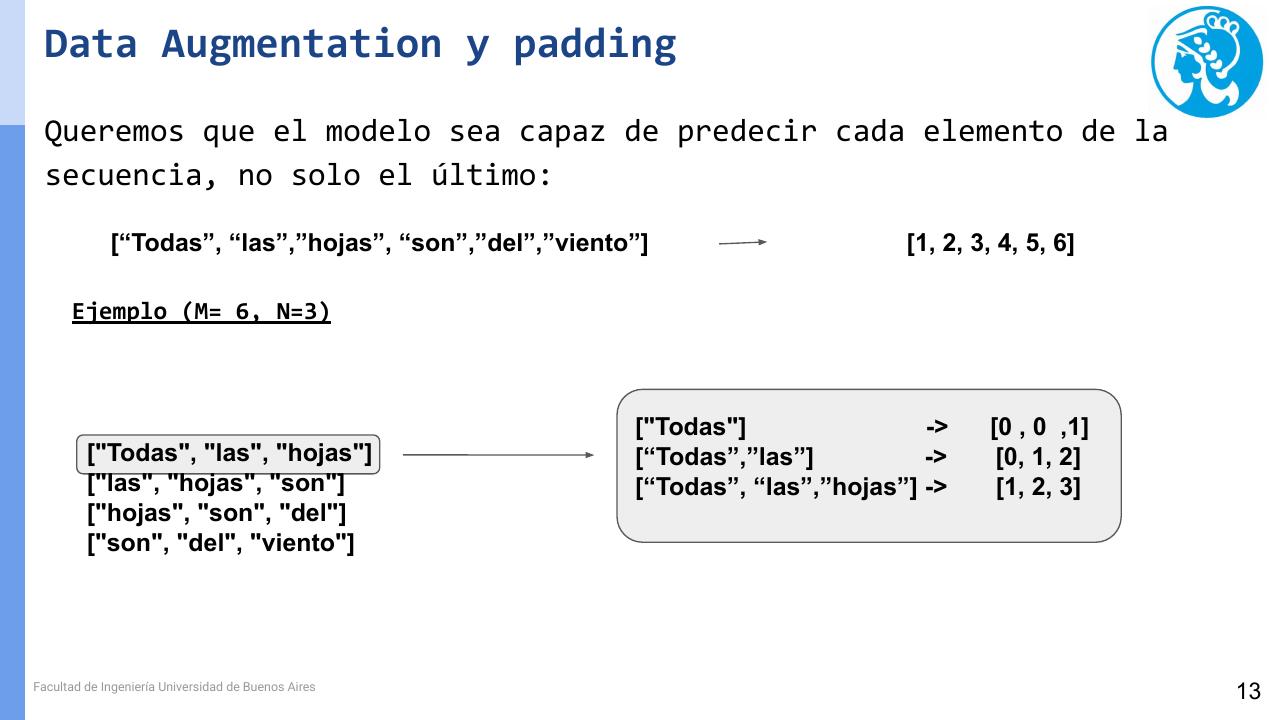 Data Augmentation y padding
Queremos que el modelo sea capaz de predecir cada elemento de la
secuencia, no solo el último:
[“Todas”, “las”,”hojas”, “son”,”del”,”viento”] [1, 2, 3, 4, 5, 6]
Ejemplo (M= 6, N=3)
["Todas", "las", "hojas"]
["las", "hojas", "son"]
["hojas", "son", "del"]
["son", "del", "viento"]
["Todas"] -> [0 , 0 ,1]
[“Todas”,”las”] -> [0, 1, 2]
[“Todas”, “las”,”hojas”] -> [1, 2, 3]
Facultad de Ingeniería Universidad de Buenos Aires
13